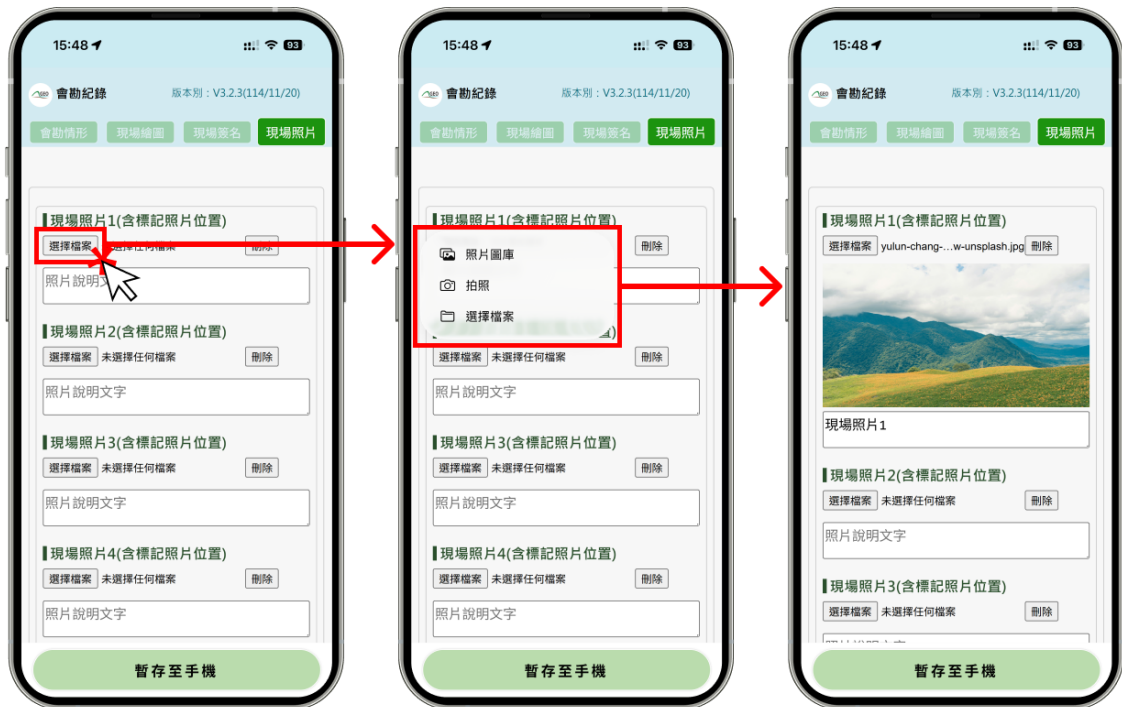 15:48
93
GEO 會勘紀錄 版本別：V3.2.3(114/11/20)
會勘情形 現場繪圖 現場簽名 現場照片
現場照片1(含標記照片位置)
選擇檔案 選擇任何檔案 刪除
照片說明文
現場照片2(含標記照片位置)
選擇檔案 未選擇任何檔案 刪除
照片說明文字
現場照片3(含標記照片位置)
選擇檔案 未選擇任何檔案 刪除
照片說明文字
現場照片4(含標記照片位置)
選擇檔案 未選擇任何檔案 刪除
照片說明文字
暫存至手機
15:48
93
GEO 會勘紀錄 版本別：V3.2.3(114/11/20)
會勘情形 現場繪圖 現場簽名 現場照片
現場照片1(含標記照片位置)
刪除
照片圖庫
拍照
選擇檔案
置)
選擇檔案 未選擇任何檔案 刪除
照片說明文字
現場照片3(含標記照片位置)
選擇檔案 未選擇任何檔案 刪除
照片說明文字
現場照片4(含標記照片位置)
選擇檔案 未選擇任何檔案 刪除
照片說明文字
暫存至手機
15:48
93
GEO 會勘紀錄 版本別：V3.2.3(114/11/20)
會勘情形 現場繪圖 現場簽名 現場照片
現場照片1(含標記照片位置)
選擇檔案 yulun-chang-...w-unsplash.jpg 刪除
現場照片1
現場照片2(含標記照片位置)
選擇檔案 未選擇任何檔案 刪除
照片說明文字
現場照片3(含標記照片位置)
選擇檔案 未選擇任何檔案 刪除
暫存至手機